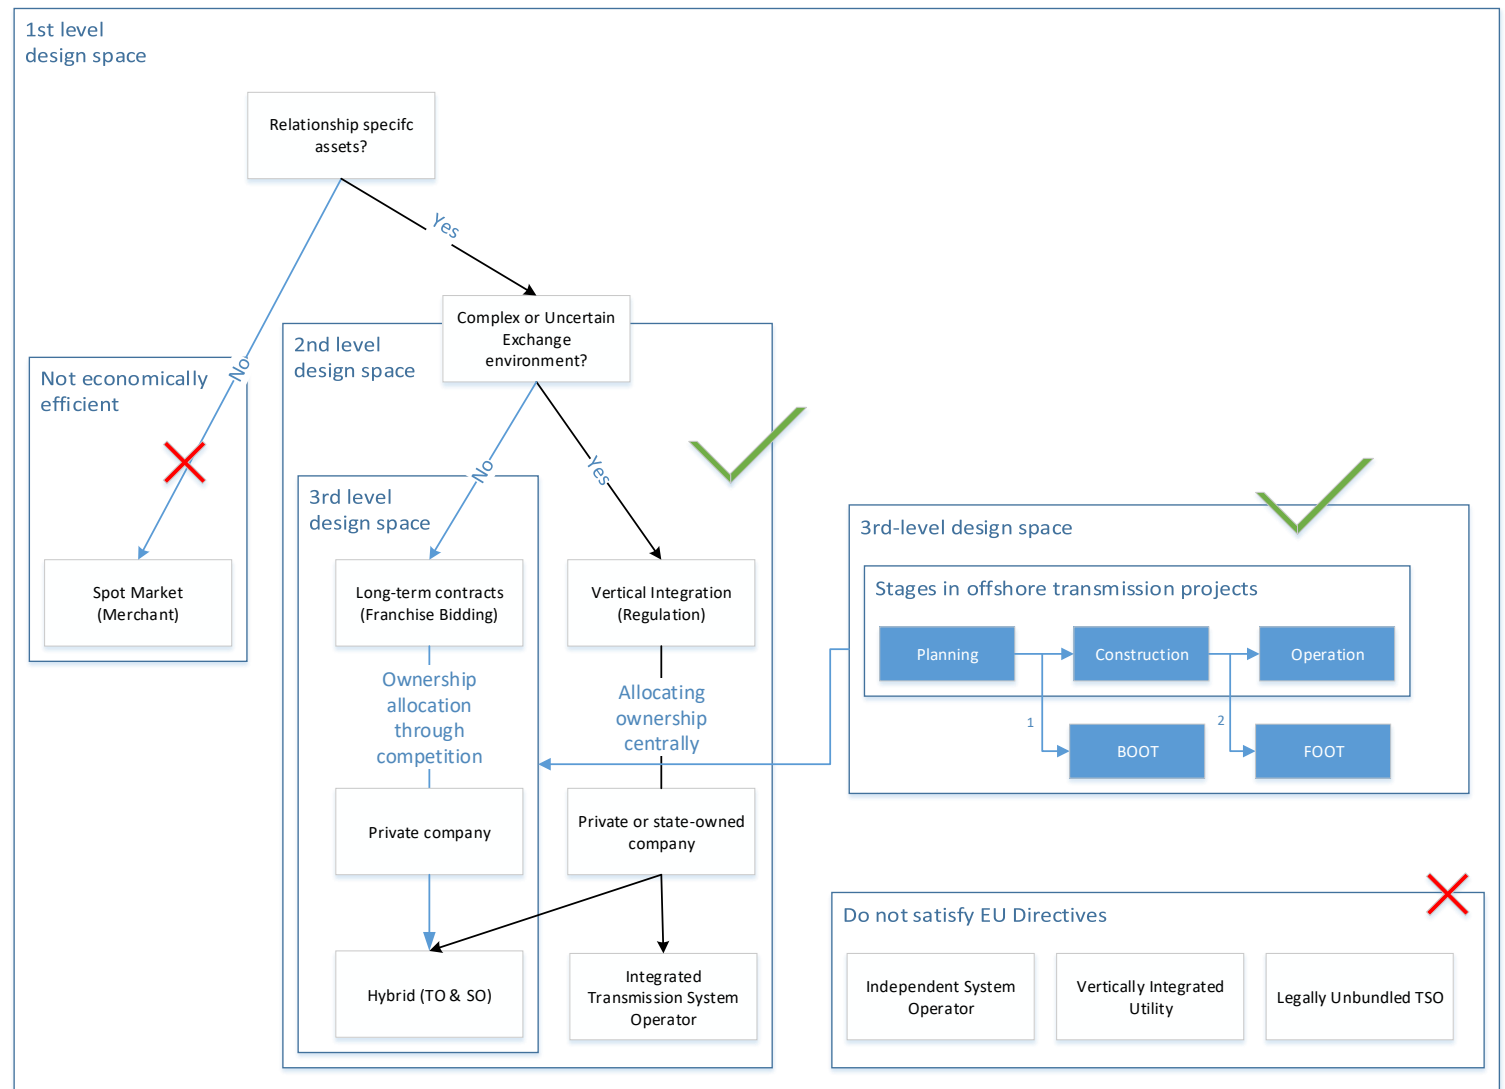 1st level
design space
Relationship specifc
assets?
Yes
No
Complex or Uncertain
Exchange
environment?
2nd level
design space
Not economically
efficient
No
Yes
3rd level
design space
Spot Market
(Merchant)
Long-term contracts
(Franchise Bidding)
Vertical Integration
(Regulation)
Ownership
allocation
through
competition
Allocating
ownership
centrally
Private company
Private or state-owned
company
Hybrid (TO & SO)
Integrated
Transmission System
Operator
3rd-level design space
Stages in offshore transmission projects
Planning
Construction
Operation
1
2
BOOT
FOOT
Do not satisfy EU Directives
Independent System
Operator
Vertically Integrated
Utility
Legally Unbundled TSO